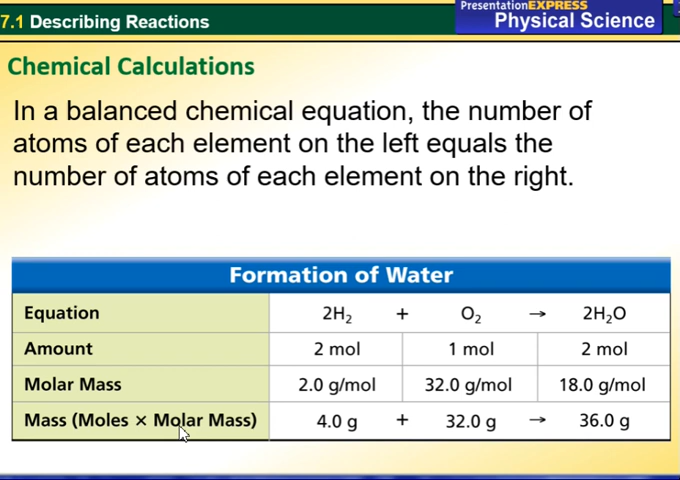 7.1 Describing Reactions
PresentationEXPRESS
Physical Science
Chemical Calculations
In a balanced chemical equation, the number of
atoms of each element on the left equals the
number of atoms of each element on the right.
Formation of Water
Equation 2H₂ + O₂ → 2H₂O
Amount 2 mol 1 mol 2 mol
Molar Mass 2.0 g/mol 32.0 g/mol 18.0 g/mol
Mass (Moles × Molar Mass) 4.0 g + 32.0 g → 36.0 g